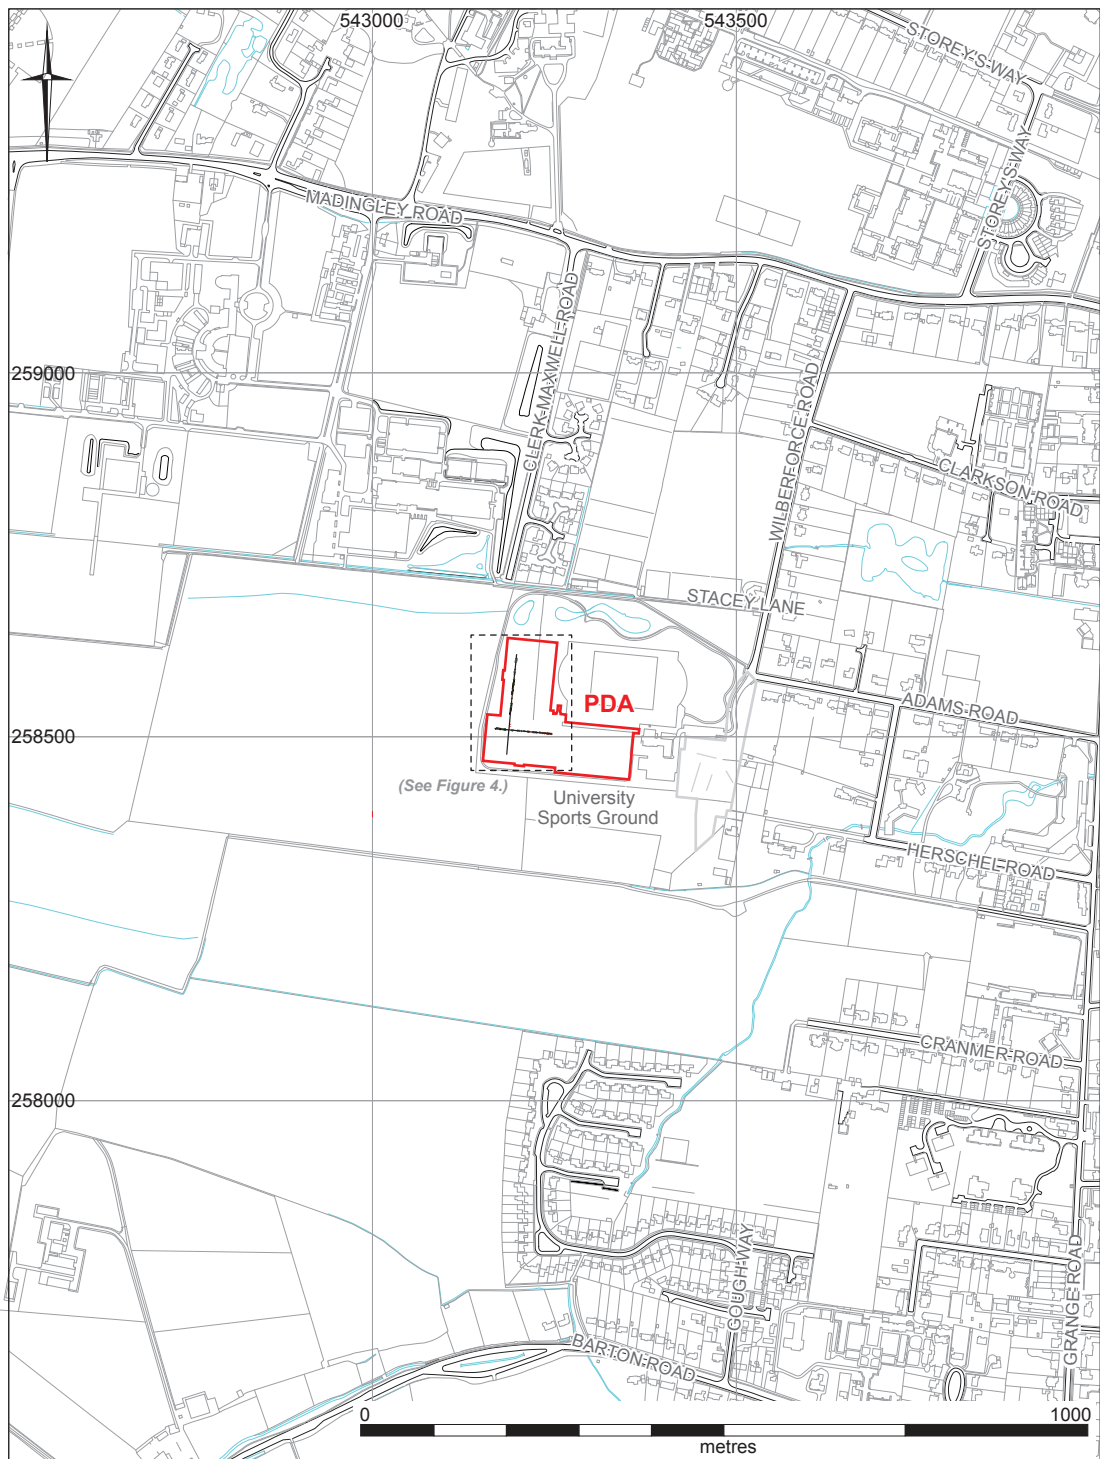 543000
543500
STOREY'S WAY
STOREY'S WAY
MADINGLEY ROAD
CLERK MAXWELL ROAD
259000
WILBERFORCE ROAD
CLARKSON ROAD
STACEY LANE
PDA
ADAMS ROAD
258500
(See Figure 4.)
University
Sports Ground
HERSCHEL ROAD
CRANMER ROAD
258000
GOUGH WAY
GRANGE ROAD
BARTON ROAD
0
1000
metres